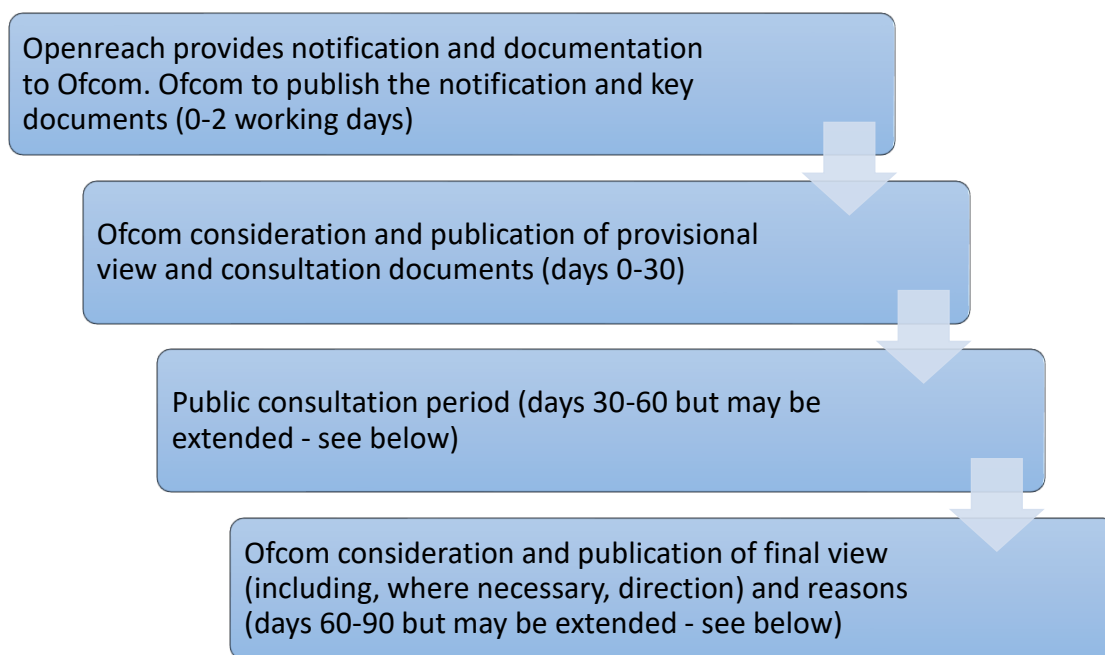 Openreach provides notification and documentation
to Ofcom. Ofcom to publish the notification and key
documents (0-2 working days)
Ofcom consideration and publication of provisional
view and consultation documents (days 0-30)
Public consultation period (days 30-60 but may be
extended - see below)
Ofcom consideration and publication of final view
(including, where necessary, direction) and reasons
(days 60-90 but may be extended - see below)